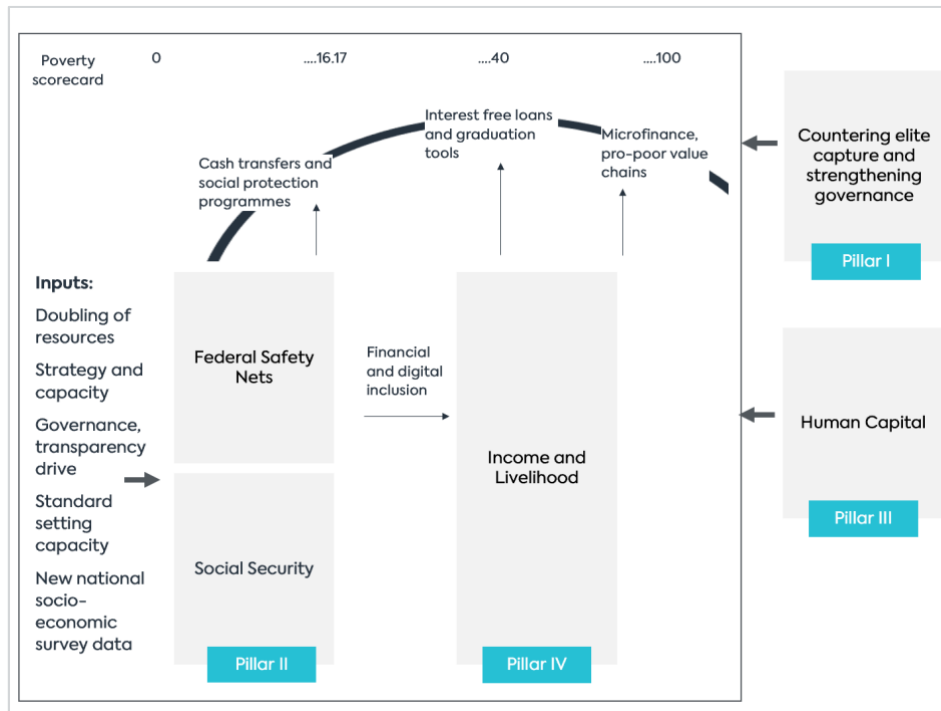 Poverty
scorecard
0
....16.17
....40
....100
Cash transfers and
social protection
programmes
Interest free loans
and graduation
tools
Microfinance,
pro-poor value
chains
Countering elite
capture and
strengthening
governance
Pillar I
Inputs:
Doubling of
resources
Strategy and
capacity
Governance,
transparency
drive
Standard
setting
capacity
New national
socio-
economic
survey data
Federal Safety
Nets
Social Security
Pillar II
Financial
and digital
inclusion
Income and
Livelihood
Pillar IV
Human Capital
Pillar III